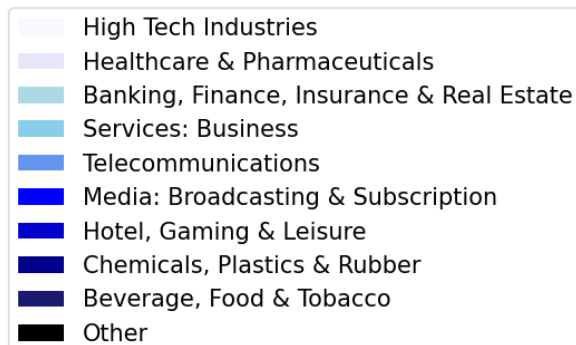 High Tech Industries
Healthcare & Pharmaceuticals
Banking, Finance, Insurance & Real Estate
Services: Business
Telecommunications
Media: Broadcasting & Subscription
Hotel, Gaming & Leisure
Chemicals, Plastics & Rubber
Beverage, Food & Tobacco
Other